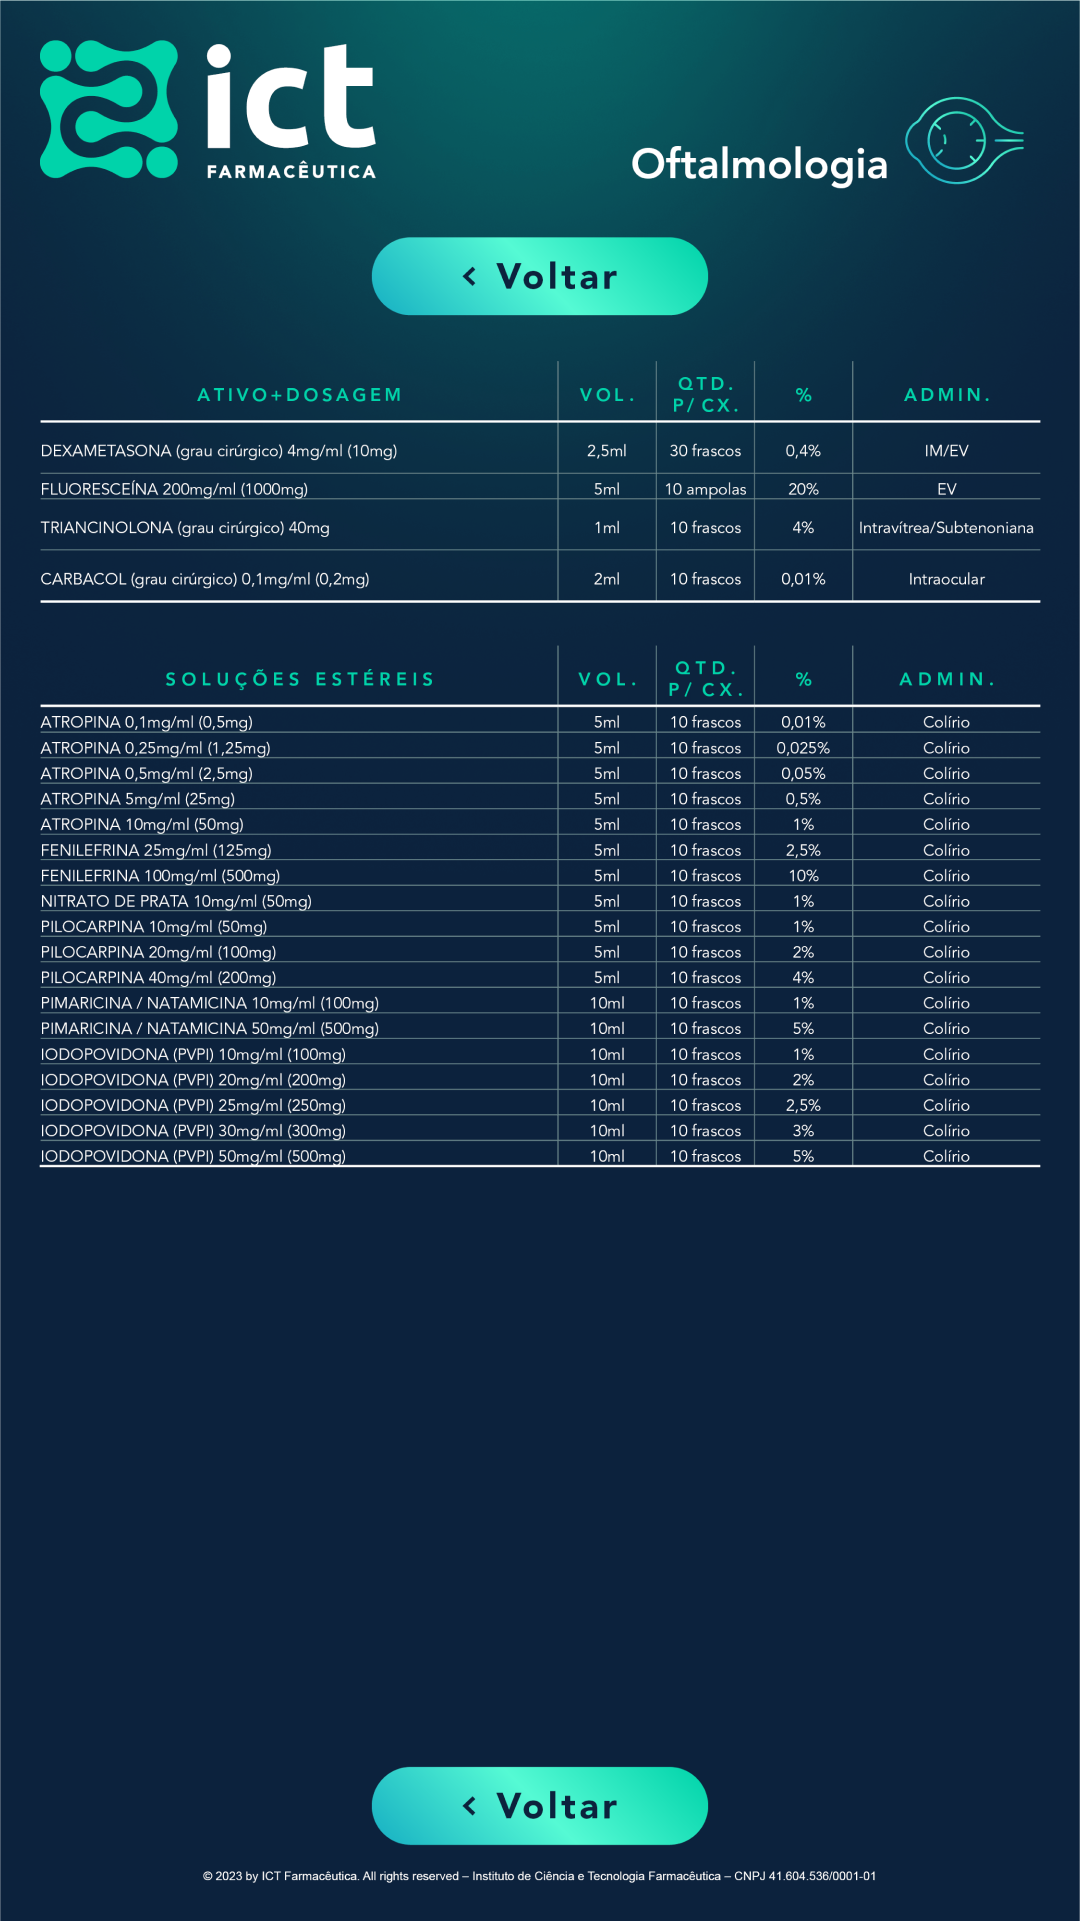 ict
FARMACÊUTICA
Oftalmologia
< Voltar
ATIVO+DOSAGEM VOL. QTD. P/ CX. % ADMIN.
DEXAMETASONA (grau cirúrgico) 4mg/ml (10mg) 2,5ml 30 frascos 0,4% IM/EV
FLUORESCEÍNA 200mg/ml (1000mg) 5ml 10 ampolas 20% EV
TRIANCINOLONA (grau cirúrgico) 40mg 1ml 10 frascos 4% Intravítrea/Subtenoniana
CARBACOL (grau cirúrgico) 0,1mg/ml (0,2mg) 2ml 10 frascos 0,01% Intraocular
SOLUÇÕES ESTÉREIS VOL. QTD. P/ CX. % ADMIN.
ATROPINA 0,1mg/ml (0,5mg) 5ml 10 frascos 0,01% Colírio
ATROPINA 0,25mg/ml (1,25mg) 5ml 10 frascos 0,025% Colírio
ATROPINA 0,5mg/ml (2,5mg) 5ml 10 frascos 0,05% Colírio
ATROPINA 5mg/ml (25mg) 5ml 10 frascos 0,5% Colírio
ATROPINA 10mg/ml (50mg) 5ml 10 frascos 1% Colírio
FENILEFRINA 25mg/ml (125mg) 5ml 10 frascos 2,5% Colírio
FENILEFRINA 100mg/ml (500mg) 5ml 10 frascos 10% Colírio
NITRATO DE PRATA 10mg/ml (50mg) 5ml 10 frascos 1% Colírio
PILOCARPINA 10mg/ml (50mg) 5ml 10 frascos 1% Colírio
PILOCARPINA 20mg/ml (100mg) 5ml 10 frascos 2% Colírio
PILOCARPINA 40mg/ml (200mg) 5ml 10 frascos 4% Colírio
PIMARICINA / NATAMICINA 10mg/ml (100mg) 10ml 10 frascos 1% Colírio
PIMARICINA / NATAMICINA 50mg/ml (500mg) 10ml 10 frascos 5% Colírio
IODOPOVIDONA (PVPI) 10mg/ml (100mg) 10ml 10 frascos 1% Colírio
IODOPOVIDONA (PVPI) 20mg/ml (200mg) 10ml 10 frascos 2% Colírio
IODOPOVIDONA (PVPI) 25mg/ml (250mg) 10ml 10 frascos 2,5% Colírio
IODOPOVIDONA (PVPI) 30mg/ml (300mg) 10ml 10 frascos 3% Colírio
IODOPOVIDONA (PVPI) 50mg/ml (500mg) 10ml 10 frascos 5% Colírio
< Voltar
© 2023 by ICT Farmacêutica. All rights reserved – Instituto de Ciência e Tecnologia Farmacêutica – CNPJ 41.604.536/0001-01